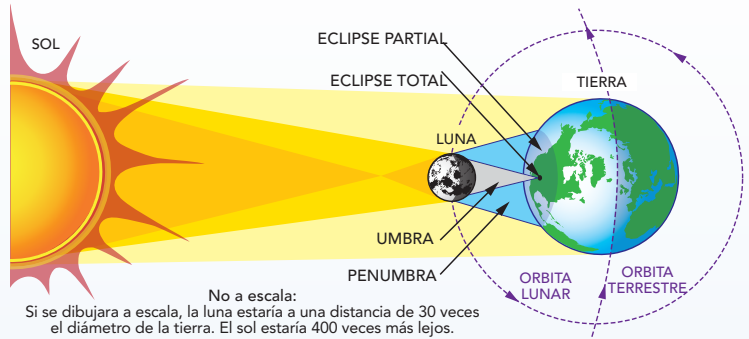 SOL
ECLIPSE PARTIAL
ECLIPSE TOTAL
TIERRA
LUNA
UMBRA
PENUMBRA
ORBITA
LUNAR
ORBITA
TERRESTRE
No a escala:
Si se dibujara a escala, la luna estaría a una distancia de 30 veces
el diámetro de la tierra. El sol estaría 400 veces más lejos.